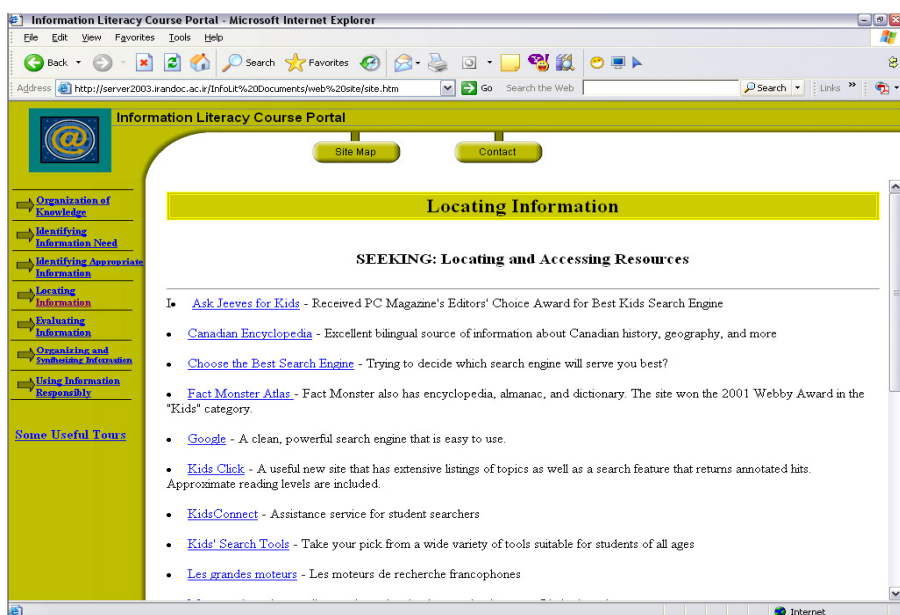 Information Literacy Course Portal - Microsoft Internet Explorer
File Edit View Favorites Tools Help
Back Search Favorites
Address http://server2003.irandoc.ac.ir/InfoLit%20Documents/web%20site/site.htm Go Search the Web Search Links »
Information Literacy Course Portal
Site Map Contact
Organization of
Knowledge
Identifying
Information Need
Identifying Appropriate
Information
Locating
Information
Evaluating
Information
Organizing and
Synthesizing Information
Using Information
Responsibly
Some Useful Tours
Locating Information
SEEKING: Locating and Accessing Resources
I• Ask Jeeves for Kids - Received PC Magazine's Editors' Choice Award for Best Kids Search Engine
• Canadian Encyclopedia - Excellent bilingual source of information about Canadian history, geography, and more
• Choose the Best Search Engine - Trying to decide which search engine will serve you best?
• Fact Monster Atlas - Fact Monster also has encyclopedia, almanac, and dictionary. The site won the 2001 Webby Award in the
"Kids" category.
• Google - A clean, powerful search engine that is easy to use.
• Kids Click - A useful new site that has extensive listings of topics as well as a search feature that returns annotated hits.
Approximate reading levels are included.
• KidsConnect - Assistance service for student searchers
• Kids' Search Tools - Take your pick from a wide variety of tools suitable for students of all ages
• Les grandes moteurs - Les moteurs de recherche francophones
Internet